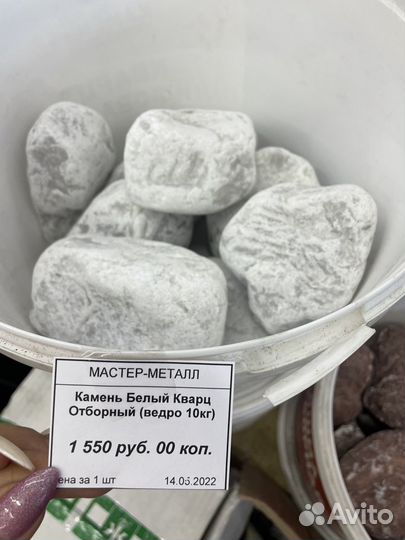 МАСТЕР-МЕТАЛЛ
Камень Белый Кварц
Отборный (ведро 10кг)
1 550 руб. 00 коп.
ена за 1 шт 14.06.2022
Avito